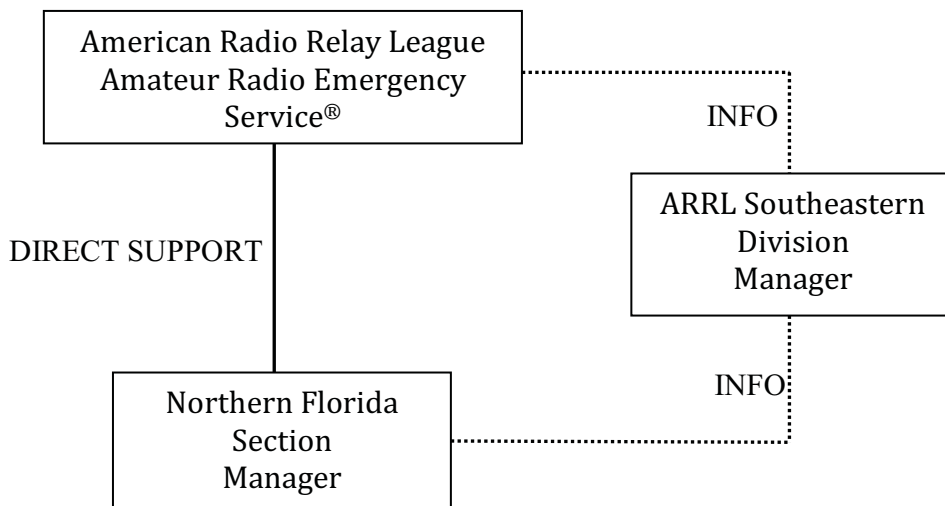 American Radio Relay League
Amateur Radio Emergency
Service®
INFO
ARRL Southeastern
Division
Manager
DIRECT SUPPORT
INFO
Northern Florida
Section
Manager